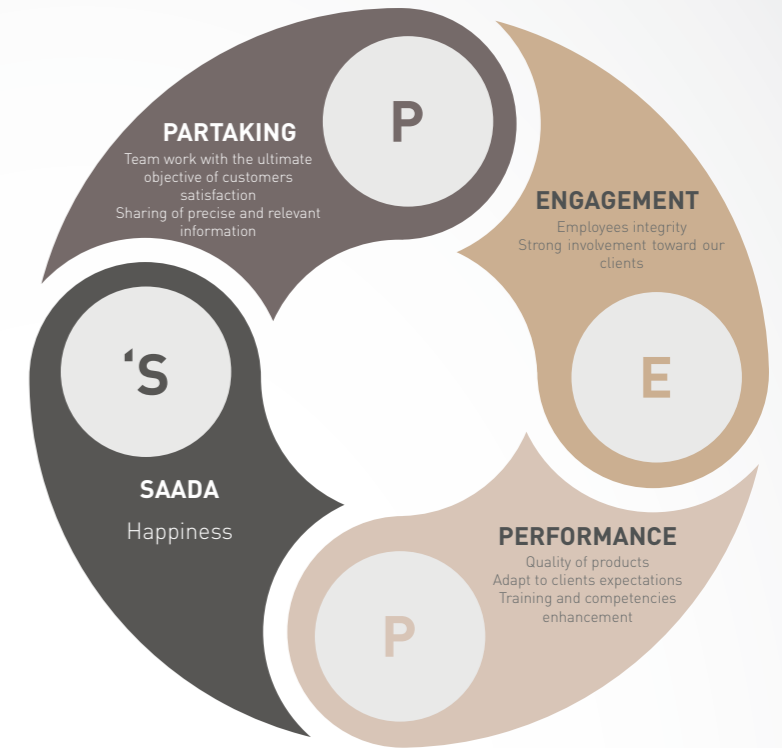 P
PARTAKING
Team work with the ultimate
objective of customers
satisfaction
Sharing of precise and relevant
information
ENGAGEMENT
Employees integrity
Strong involvement toward our
clients
E
PERFORMANCE
Quality of products
Adapt to clients expectations
Training and competencies
enhancement
P
‘S
SAADA
Happiness